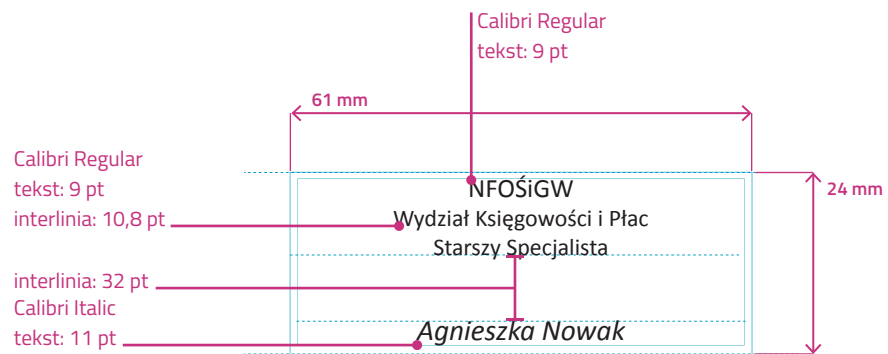 Calibri Regular
tekst: 9 pt
61 mm
Calibri Regular
tekst: 9 pt
interlinia: 10,8 pt
NFOŚiGW
Wydział Księgowości i Płac
Starszy Specjalista
24 mm
interlinia: 32 pt
Calibri Italic
tekst: 11 pt
Agnieszka Nowak